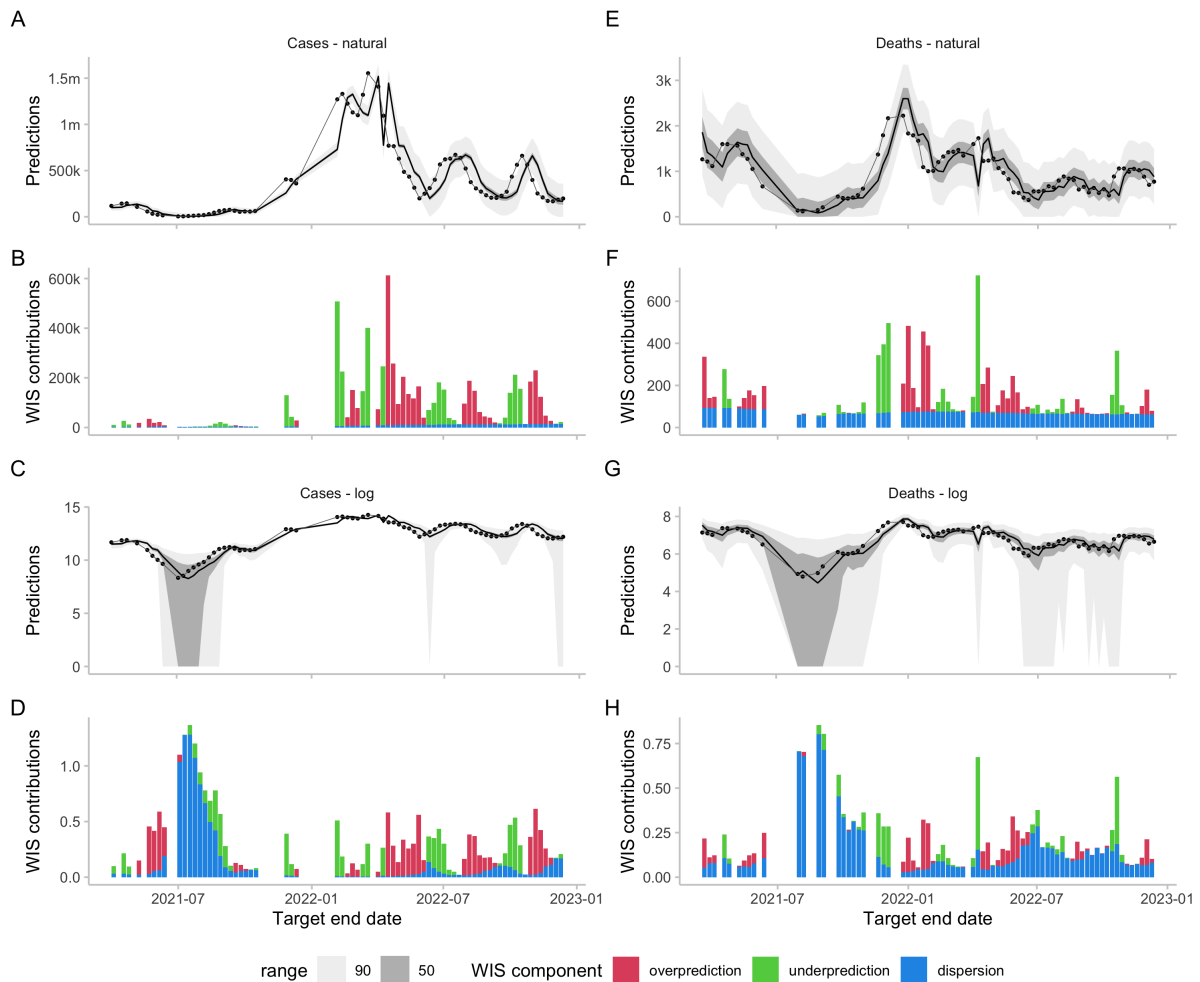 A
Cases - natural
Predictions
1.5m
1m
500k
0
B
WIS contributions
600k
400k
200k
0
C
Cases - log
Predictions
15
10
5
0
D
WIS contributions
1.0
0.5
0.0
2021-07
2022-01
2022-07
2023-01
Target end date
E
Deaths - natural
Predictions
3k
2k
1k
0
F
WIS contributions
600
400
200
0
G
Deaths - log
Predictions
8
6
4
2
0
H
WIS contributions
0.75
0.50
0.25
0.00
2021-07
2022-01
2022-07
2023-01
Target end date
range 90 50 WIS component overprediction underprediction dispersion